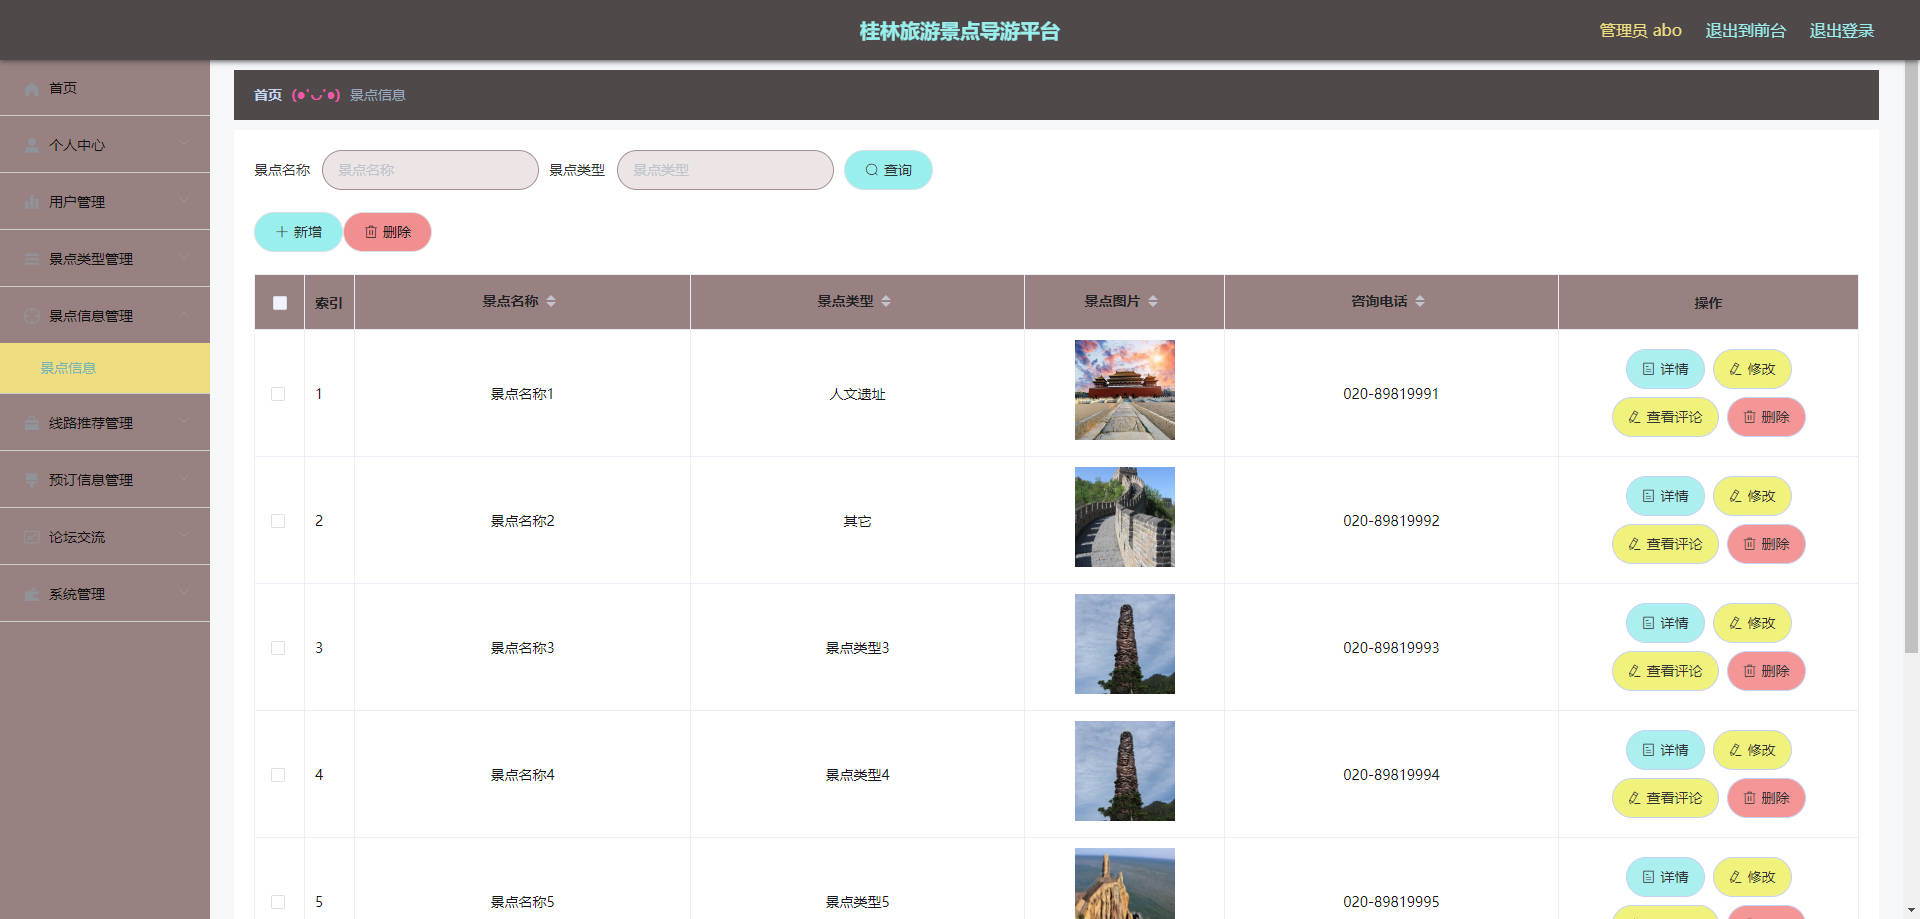 桂林旅游景点导游平台
管理员 abo 退出到前台 退出登录
首页
个人中心
用户管理
景点类型管理
景点信息管理
景点信息
线路推荐管理
预订信息管理
论坛交流
系统管理
首页 (●'◡'●) 景点信息
景点名称 景点名称 景点类型 景点类型 查询
新增 删除
索引 景点名称 景点类型 景点图片 咨询电话 操作
1 景点名称1 人文遗址 020-89819991 详情 修改
查看评论 删除
2 景点名称2 其它 020-89819992 详情 修改
查看评论 删除
3 景点名称3 景点类型3 020-89819993 详情 修改
查看评论 删除
4 景点名称4 景点类型4 020-89819994 详情 修改
查看评论 删除
5 景点名称5 景点类型5 020-89819995 详情 修改